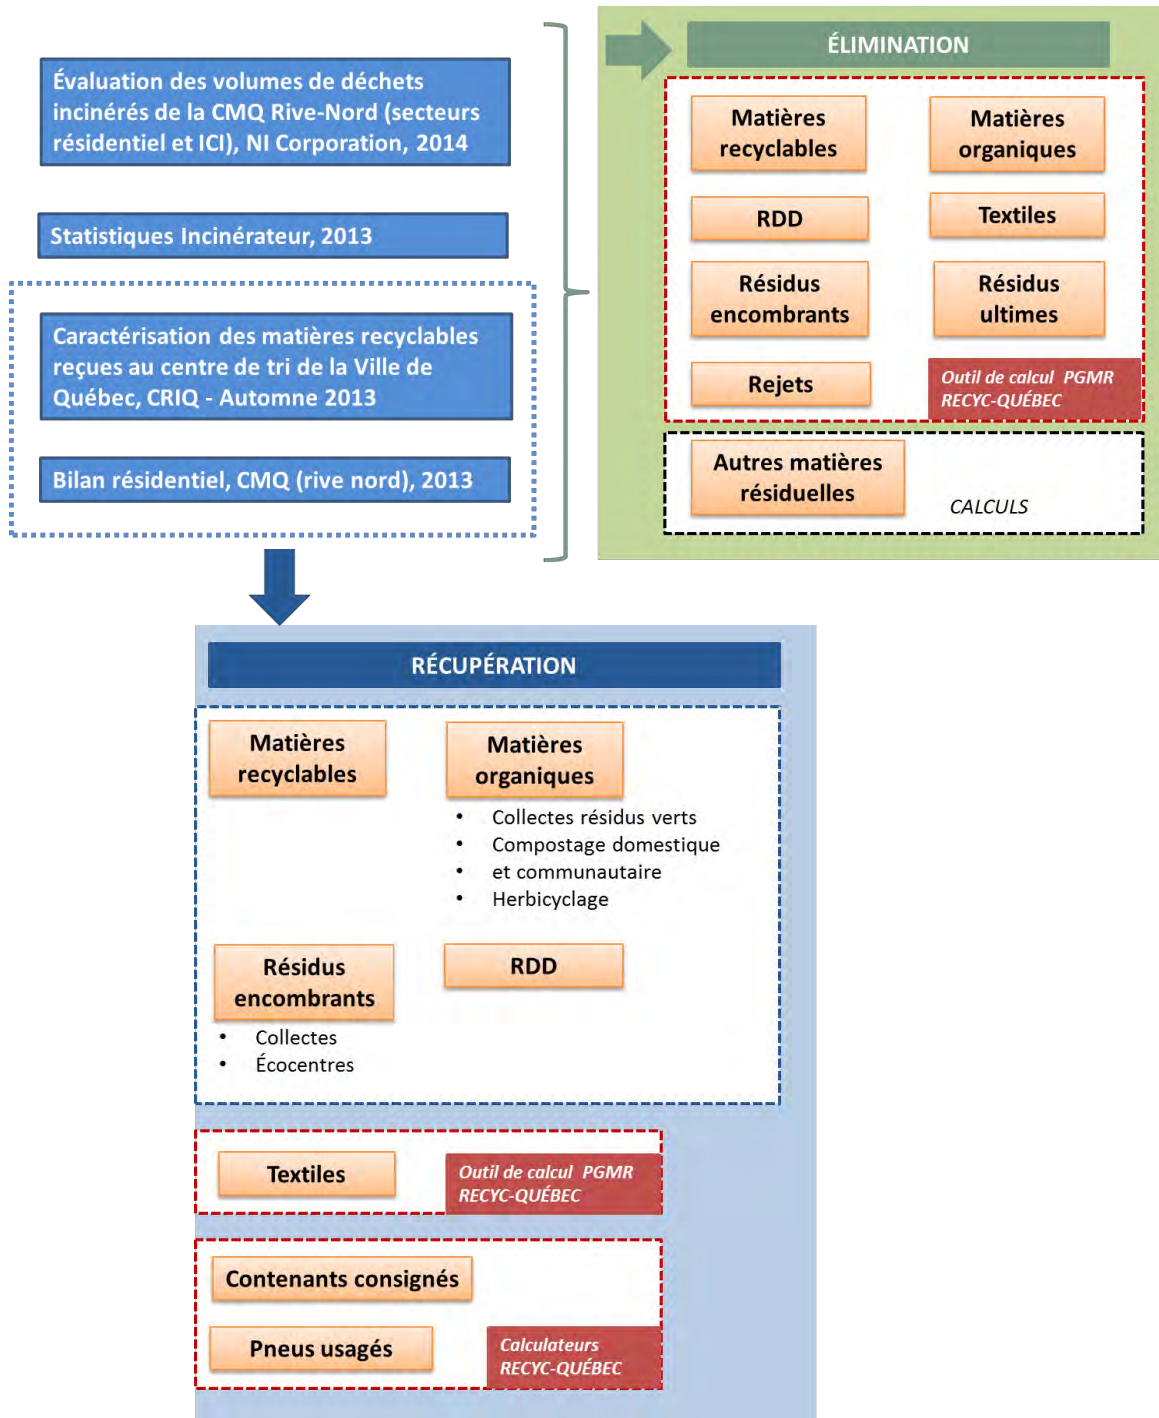 Évaluation des volumes de déchets
incinérés de la CMQ Rive-Nord (secteurs
résidentiel et ICI), NI Corporation, 2014
Statistiques Incinérateur, 2013
Caractérisation des matières recyclables
reçues au centre de tri de la Ville de
Québec, CRIQ - Automne 2013
Bilan résidentiel, CMQ (rive nord), 2013
ÉLIMINATION
Matières
recyclables
Matières
organiques
RDD
Textiles
Résidus
encombrants
Résidus
ultimes
Rejets
Outil de calcul PGMR
RECYC-QUÉBEC
Autres matières
résiduelles
CALCULS
RÉCUPÉRATION
Matières
recyclables
Matières
organiques
• Collectes résidus verts
• Compostage domestique
• et communautaire
• Herbicyclage
Résidus
encombrants
• Collectes
• Écocentres
RDD
Textiles
Outil de calcul PGMR
RECYC-QUÉBEC
Contenants consignés
Pneus usagés
Calculateurs
RECYC-QUÉBEC